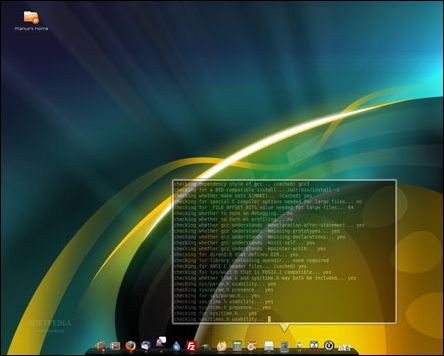 marius's Home
checking dependency style of gcc... (cached) gcc3
checking for a BSD-compatible install... /usr/bin/install -c
checking whether make sets $(MAKE)... (cached) yes
checking for special C compiler options needed for large files... no
checking for _FILE_OFFSET_BITS value needed for large files... 64
checking whether to turn on debugging...
checking whether to turn on profiling... no
checking whether gcc understands -Wdeclaration-after-statement... yes
checking whether gcc understands -Wmissing-prototypes... yes
checking whether gcc understands -Wmissing-declarations... yes
checking whether gcc understands -Winit-self... yes
checking whether gcc understands -Wpointer-arith... yes
checking for dirent.h that defines DIR... yes
checking for library containing opendir... none required
checking for ANSI C header files... (cached) yes
checking for sys/wait.h that is POSIX.1 compatible... yes
checking whether time.h and sys/time.h may both be included... yes
checking sys/param.h usability... yes
checking sys/param.h presence... yes
checking for sys/param.h... yes
checking sys/time.h usability... yes
checking sys/time.h presence... yes
checking for sys/time.h... yes
checking sys/times.h usability...
SOFTPEDIA